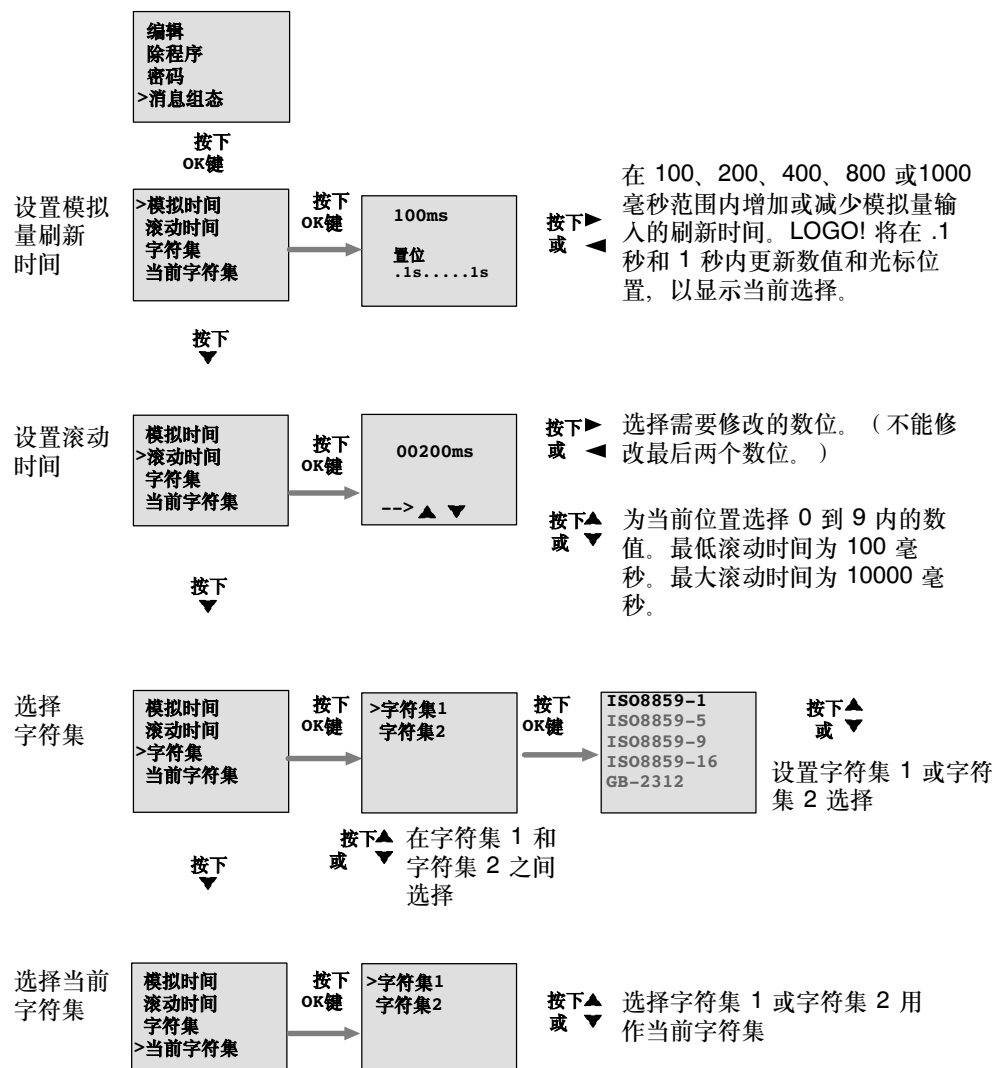 编辑
除程序
密码
>消息组态
按下
OK键
设置模拟
量刷新
时间
>模拟时间
滚动时间
字符集
当前字符集
按下
OK键
100ms
置位
.1s.....1s
按下►
或 ◄
在 100、200、400、800 或1000
毫秒范围内增加或减少模拟量输
入的刷新时间。LOGO! 将在 .1
秒和 1 秒内更新数值和光标位
置，以显示当前选择。
按下
▼
设置滚动
时间
模拟时间
>滚动时间
字符集
当前字符集
按下
OK键
00200ms
--> ▲ ▼
按下►
或 ◄
选择需要修改的数位。（不能修
改最后两个数位。）
按下▲
或 ▼
为当前位置选择 0 到 9 内的数
值。最低滚动时间为 100 毫
秒。最大滚动时间为 10000 毫
秒。
按下
▼
选择
字符集
模拟时间
滚动时间
>字符集
当前字符集
按下
OK键
>字符集1
字符集2
按下
OK键
ISO8859-1
ISO8859-5
ISO8859-9
ISO8859-16
GB-2312
按下▲
或 ▼
设置字符集 1 或字符
集 2 选择
按下▲
或 ▼
在字符集 1 和
字符集 2 之间
选择
按下
▼
选择当前
字符集
模拟时间
滚动时间
字符集
>当前字符集
按下
OK键
>字符集1
字符集2
按下▲
或 ▼
选择字符集 1 或字符集 2 用
作当前字符集